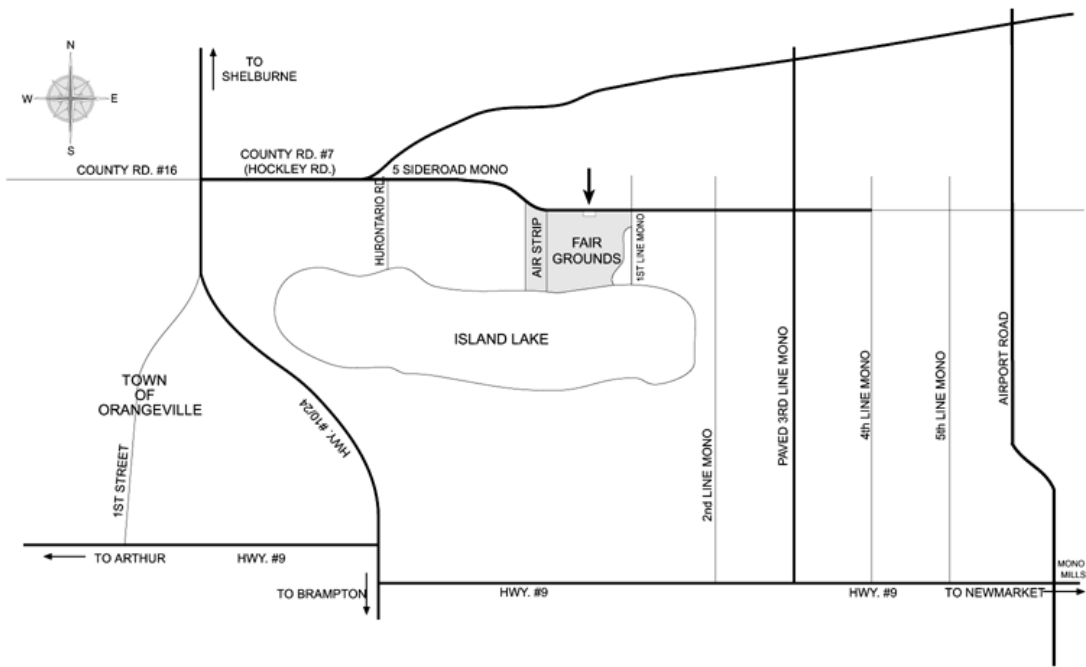 N
W
E
S
TO
SHELBURNE
COUNTY RD. #16
COUNTY RD. #7
(HOCKLEY RD.)
5 SIDEROAD MONO
HURONTARIO RD.
AIR STRIP
FAIR
GROUNDS
1ST LINE MONO
ISLAND LAKE
TOWN
OF
ORANGEVILLE
1ST STREET
HWY. #10/24
2nd LINE MONO
PAVED 3RD LINE MONO
4th LINE MONO
5th LINE MONO
AIRPORT ROAD
TO ARTHUR
HWY. #9
TO BRAMPTON
HWY. #9
HWY. #9
TO NEWMARKET
MONO
MILLS